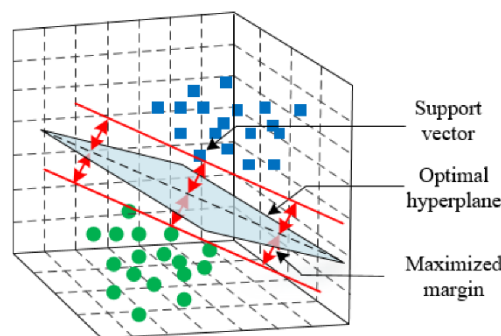 Support
vector
Optimal
hyperplane
Maximized
margin